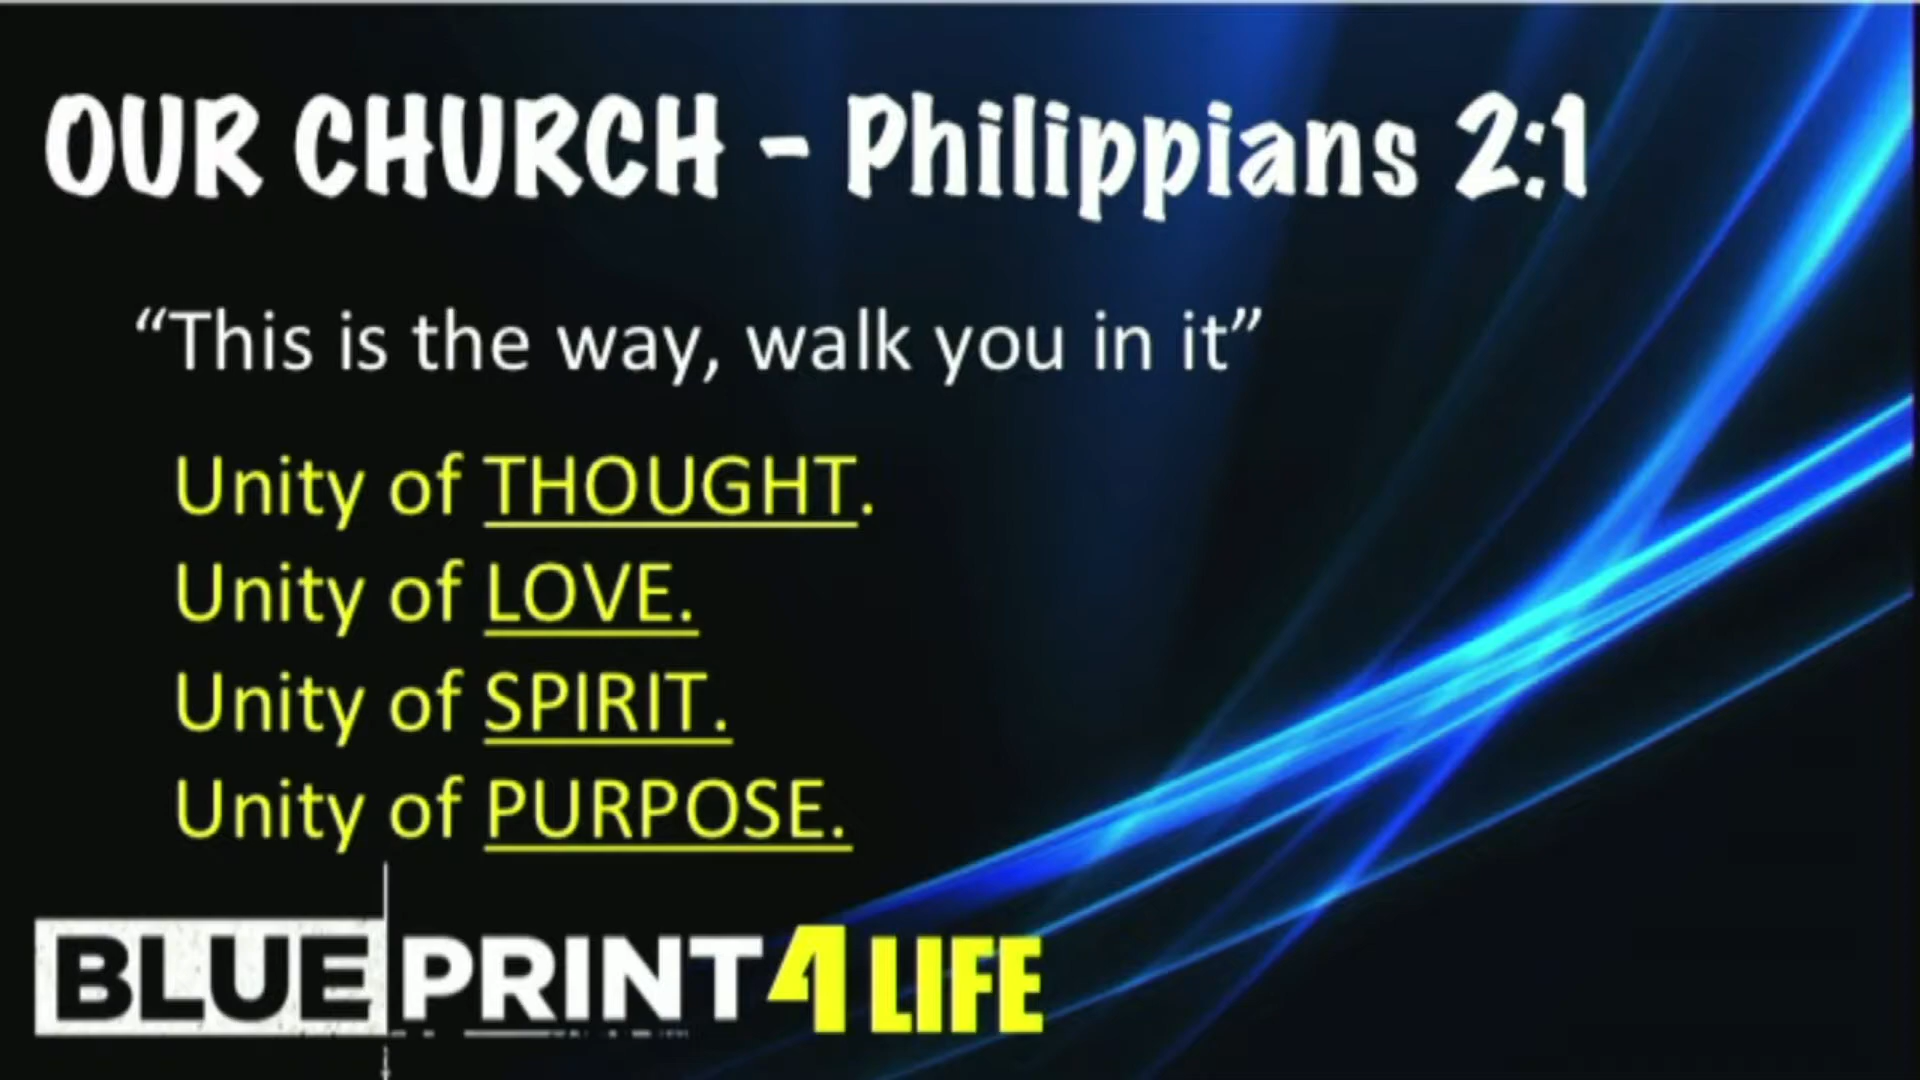 OUR CHURCH - Philippians 2:1
“This is the way, walk you in it”
Unity of THOUGHT.
Unity of LOVE.
Unity of SPIRIT.
Unity of PURPOSE.
BLUEPRINT4LIFE